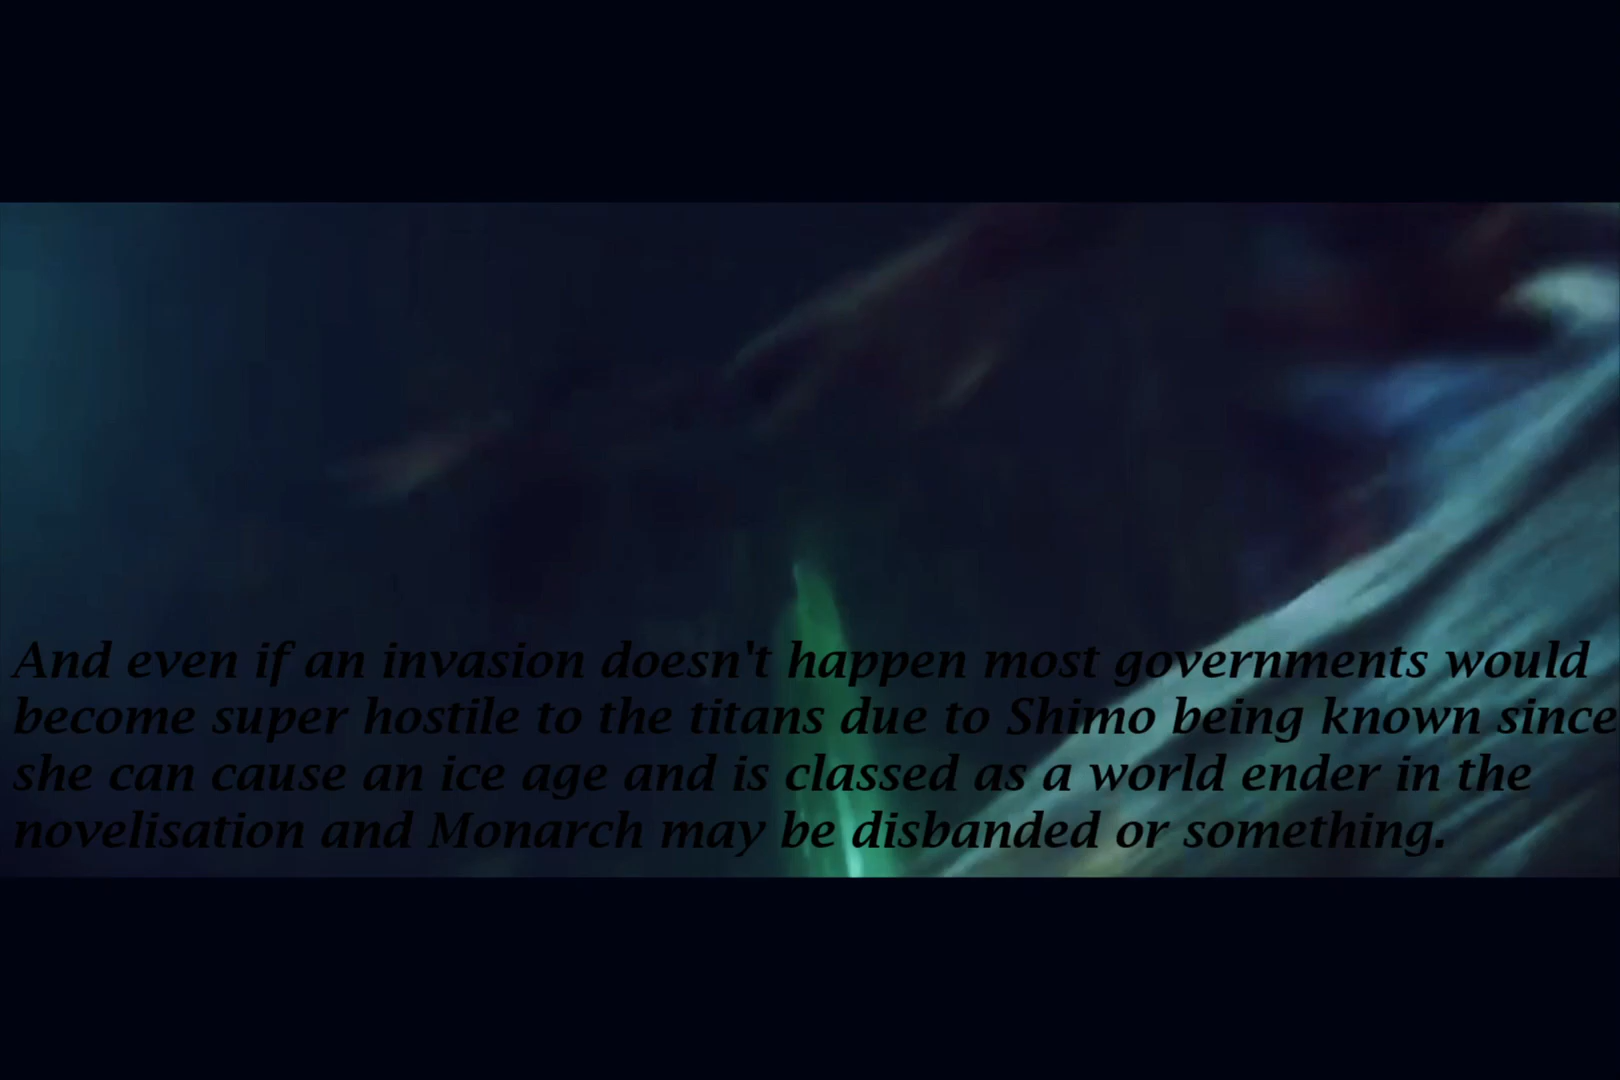 And even if an invasion doesn't happen most governments would
become super hostile to the titans due to Shimo being known since
she can cause an ice age and is classed as a world ender in the
novelisation and Monarch may be disbanded or something.